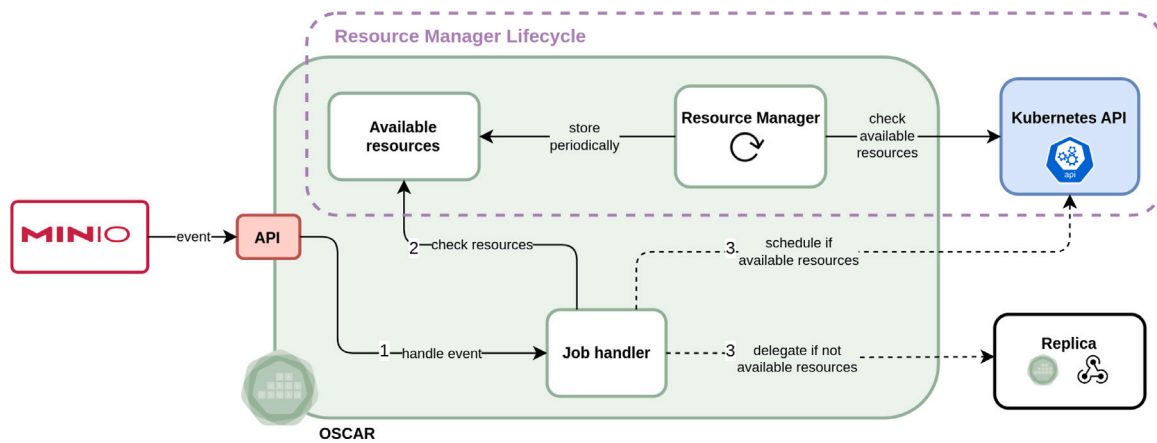 Resource Manager Lifecycle
Available
resources
store
periodically
Resource Manager
check
available
resources
Kubernetes API
api
MINIO
event
API
2 check resources
3 schedule if
available resources
1 handle event
Job handler
3 delegate if not
available resources
Replica
OSCAR